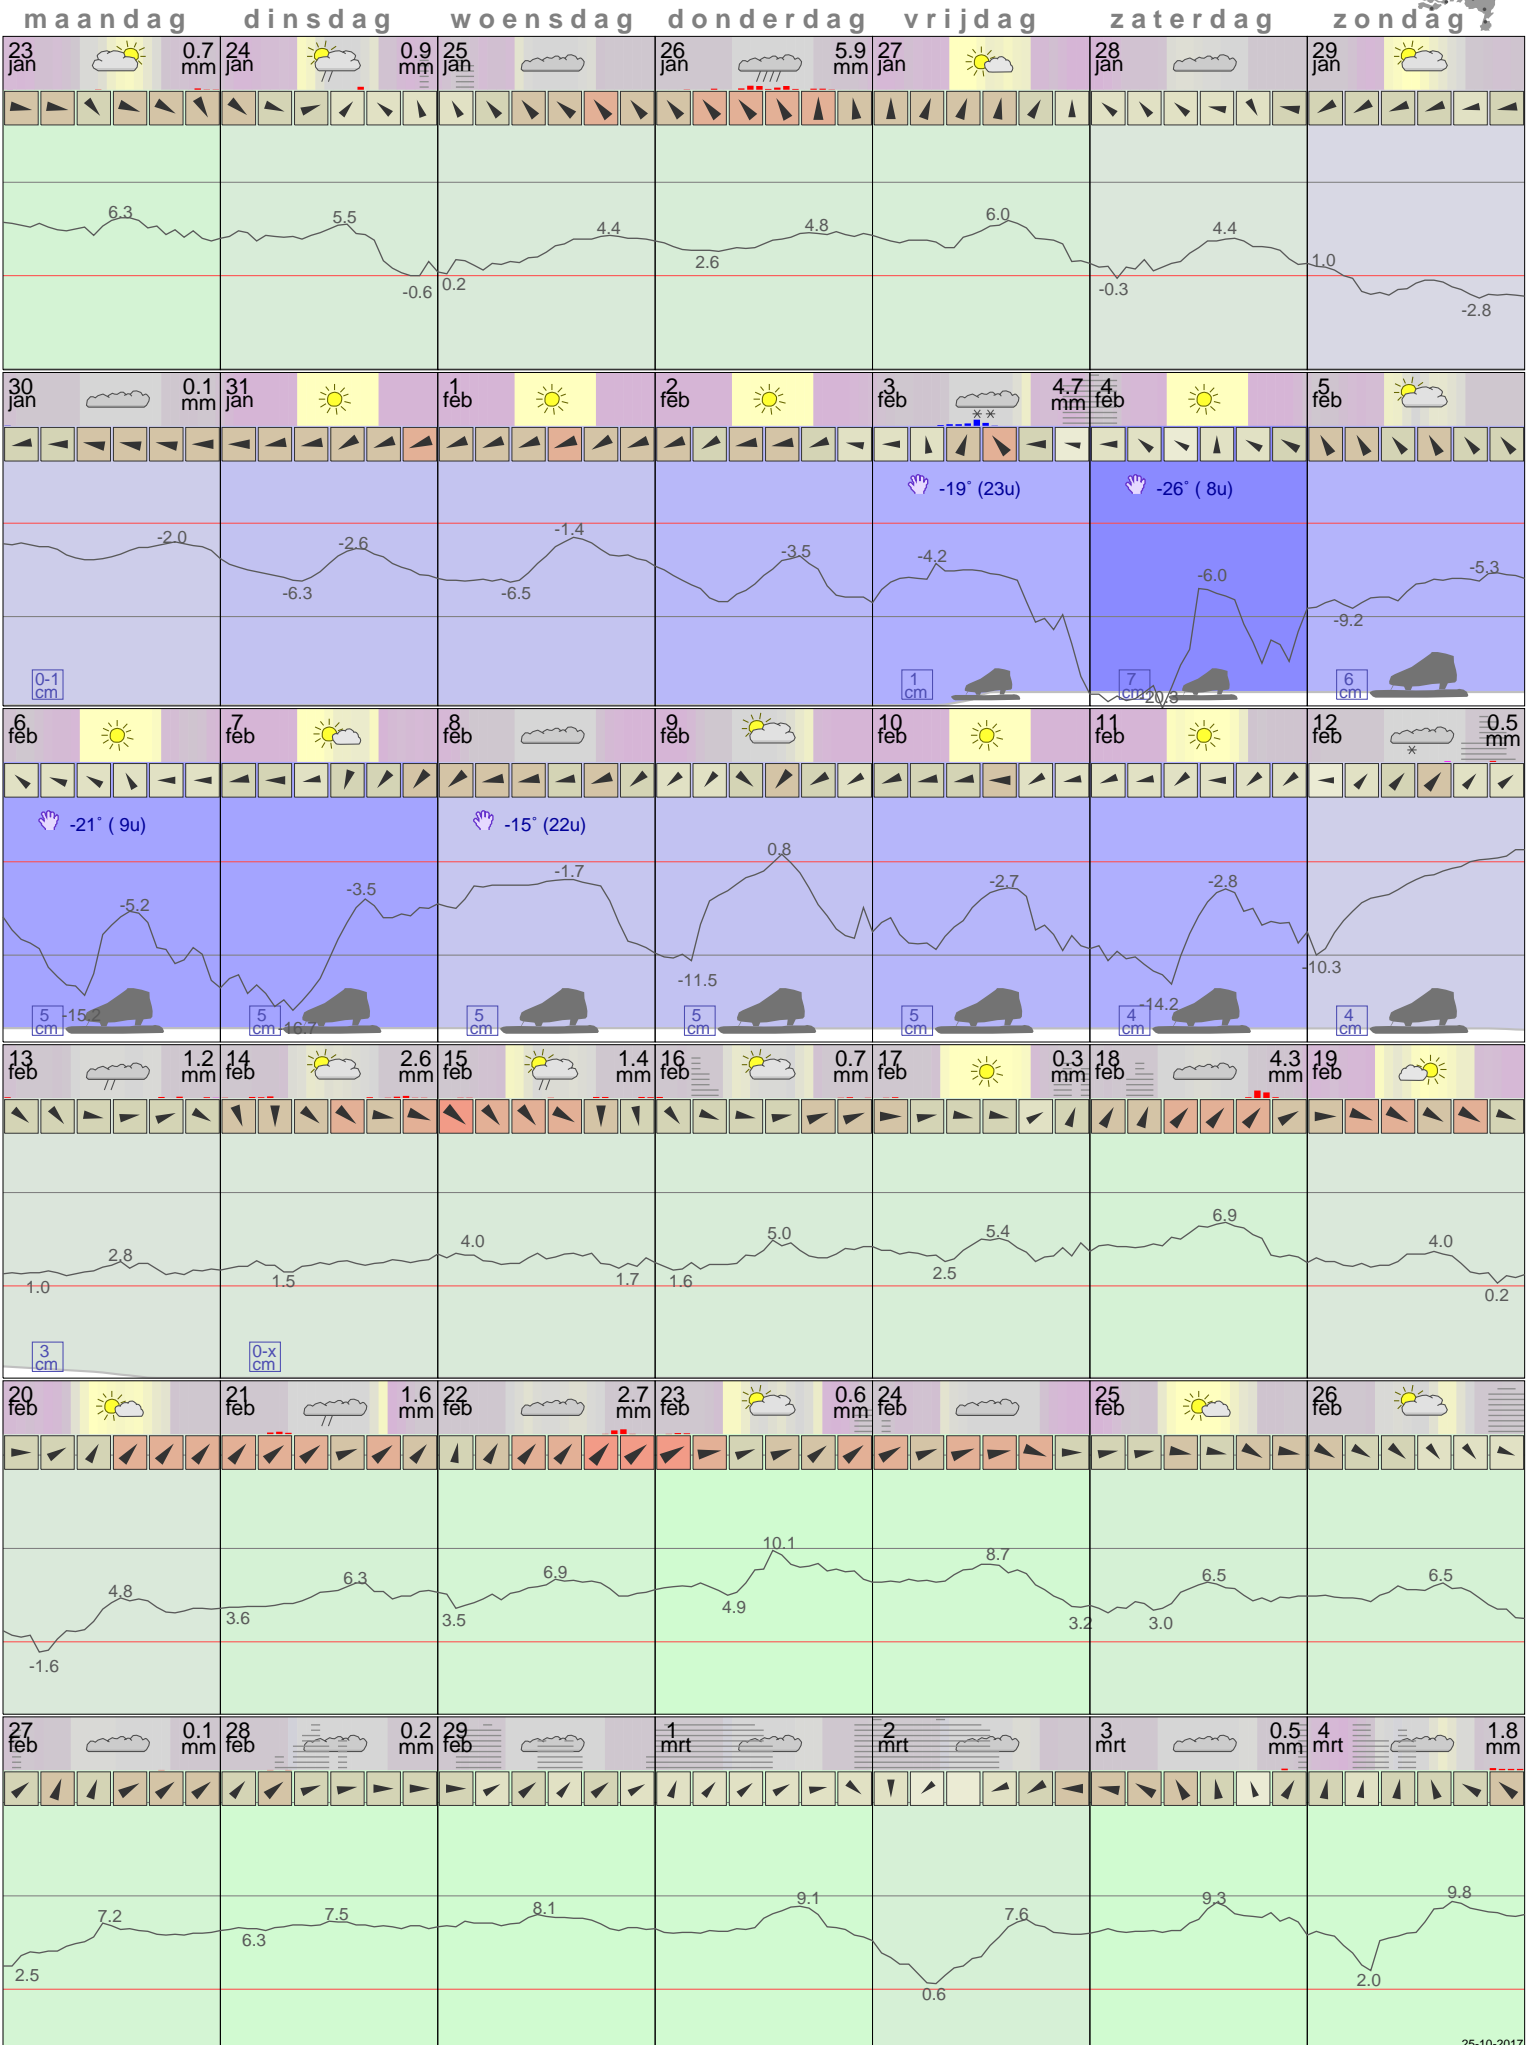 maandag dinsdag woensdag donderdag vrijdag zaterdag zondag
23 jan 0.7 mm 24 jan 0.9 mm 25 jan 26 jan 5.9 mm 27 jan 28 jan 29 jan
6.3 5.5 -0.6 0.2 4.4 2.6 4.8 6.0 -0.3 4.4 1.0 -2.8
30 jan 0.1 mm 31 jan 1 feb 2 feb 3 feb 4.7 mm 4 feb 5 feb
-19° (23u) -26° ( 8u)
-2.0 -6.3 -2.6 -6.5 -1.4 -3.5 -4.2 -20.3 -6.0 -9.2 -5.3
0-1 cm 1 cm 7 cm 6 cm
6 feb 7 feb 8 feb 9 feb 10 feb 11 feb 12 feb 0.5 mm
-21° ( 9u) -15° (22u)
-15.2 -5.2 -16.7 -3.5 -1.7 -11.5 0.8 -2.7 -14.2 -2.8 -10.3
5 cm 5 cm 5 cm 5 cm 5 cm 4 cm 4 cm
13 feb 1.2 mm 14 feb 2.6 mm 15 feb 1.4 mm 16 feb 0.7 mm 17 feb 0.3 mm 18 feb 4.3 mm 19 feb
1.0 2.8 1.5 4.0 1.7 1.6 5.0 2.5 5.4 6.9 4.0 0.2
3 cm 0-x cm
20 feb 21 feb 1.6 mm 22 feb 2.7 mm 23 feb 0.6 mm 24 feb 25 feb 26 feb
-1.6 4.8 3.6 6.3 3.5 6.9 4.9 10.1 8.7 3.2 3.0 6.5 6.5
27 feb 0.1 mm 28 feb 0.2 mm 29 feb 1 mrt 2 mrt 3 mrt 0.5 mm 4 mrt 1.8 mm
2.5 7.2 6.3 7.5 8.1 9.1 0.6 7.6 9.3 2.0 9.8
25-10-2017